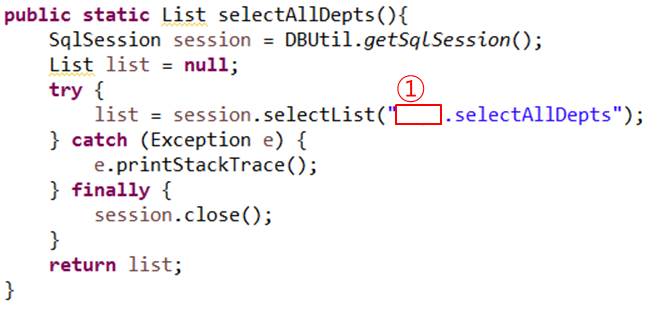 public static List selectAllDepts(){
    SqlSession session = DBUtil.getSqlSession();
    List list = null;
    try {
①
        list = session.selectList(" .selectAllDepts");
    } catch (Exception e) {
        e.printStackTrace();
    } finally {
        session.close();
    }
    return list;
}